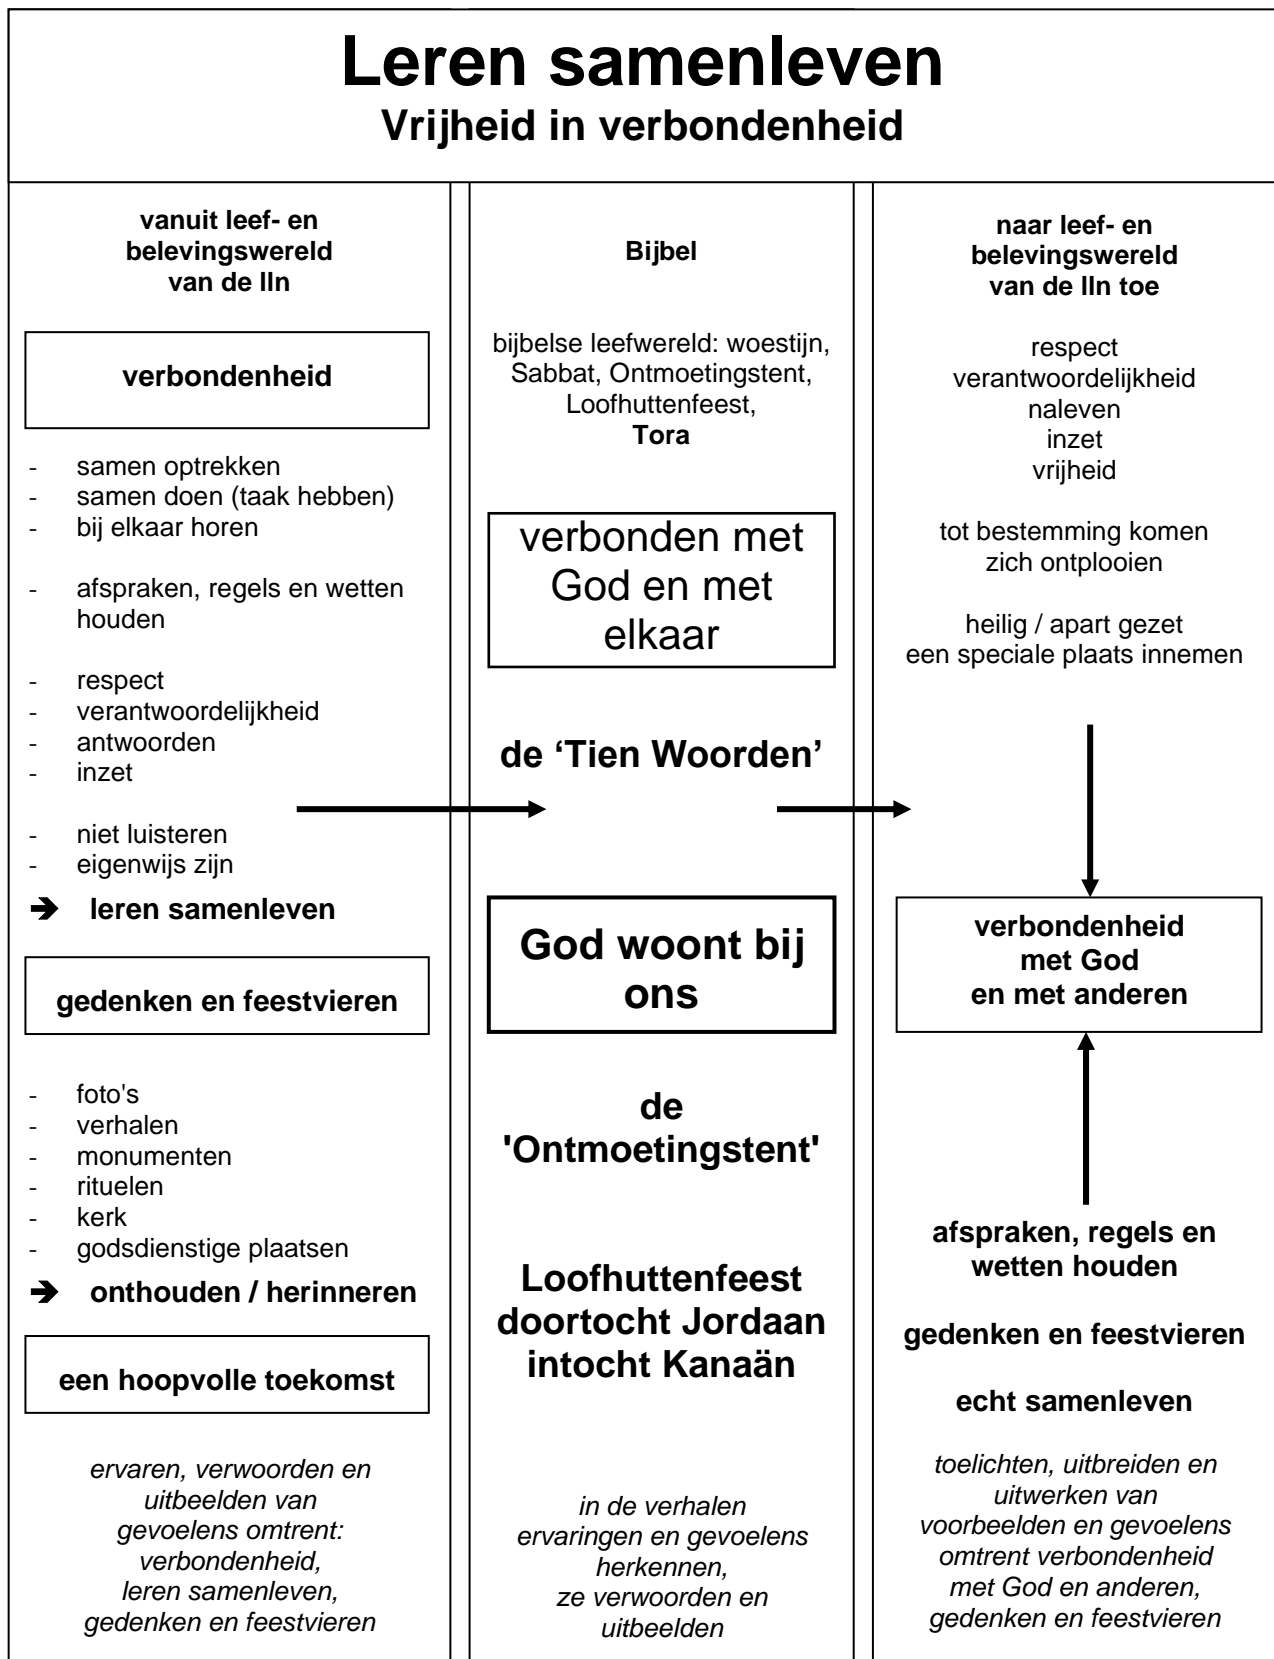 Leren samenleven
Vrijheid in verbondenheid
vanuit leef- en
belevingswereld
van de lln
verbondenheid
- samen optrekken
- samen doen (taak hebben)
- bij elkaar horen
- afspraken, regels en wetten
houden
- respect
- verantwoordelijkheid
- antwoorden
- inzet
- niet luisteren
- eigenwijs zijn
➔ leren samenleven
gedenken en feestvieren
- foto's
- verhalen
- monumenten
- rituelen
- kerk
- godsdienstige plaatsen
➔ onthouden / herinneren
een hoopvolle toekomst
ervaren, verwoorden en
uitbeelden van
gevoelens omtrent:
verbondenheid,
leren samenleven,
gedenken en feestvieren
Bijbel
bijbelse leefwereld: woestijn,
Sabbat, Ontmoetingstent,
Loofhuttenfeest,
Tora
verbonden met
God en met
elkaar
de ‘Tien Woorden’
God woont bij
ons
de
'Ontmoetingstent'
Loofhuttenfeest
doortocht Jordaan
intocht Kanaän
in de verhalen
ervaringen en gevoelens
herkennen,
ze verwoorden en
uitbeelden
naar leef- en
belevingswereld
van de lln toe
respect
verantwoordelijkheid
naleven
inzet
vrijheid
tot bestemming komen
zich ontplooien
heilig / apart gezet
een speciale plaats innemen
verbondenheid
met God
en met anderen
afspraken, regels en
wetten houden
gedenken en feestvieren
echt samenleven
toelichten, uitbreiden en
uitwerken van
voorbeelden en gevoelens
omtrent verbondenheid
met God en anderen,
gedenken en feestvieren